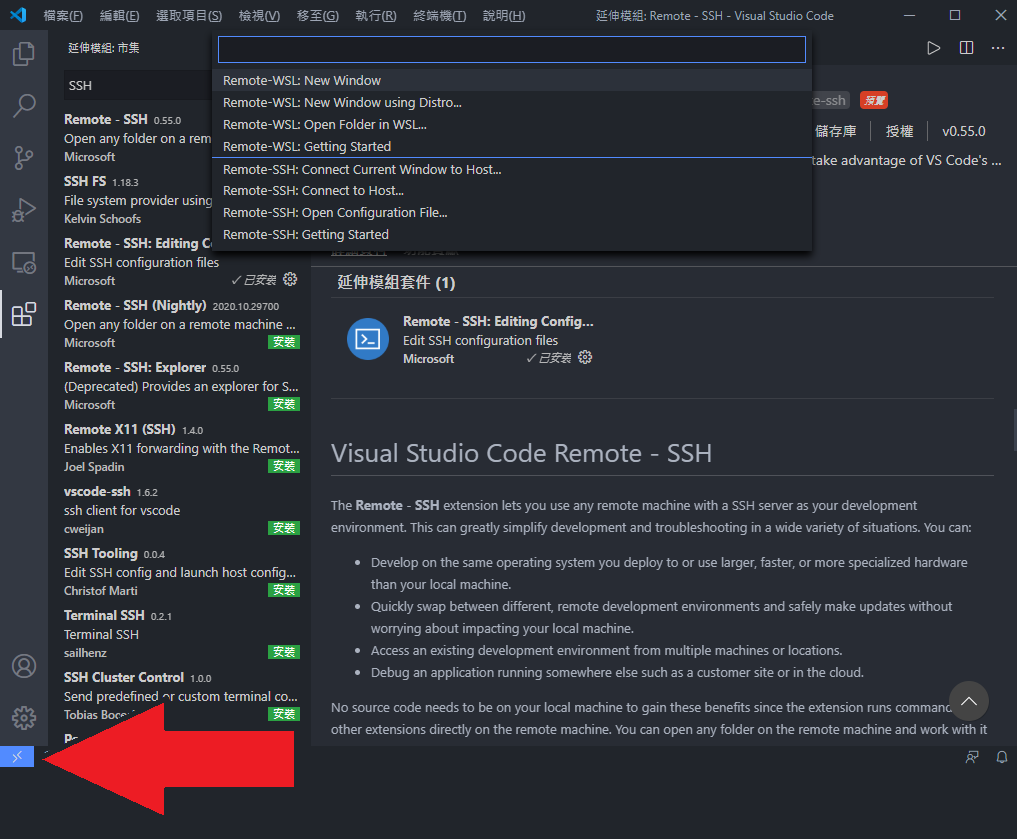 檔案(F) 編輯(E) 選取項目(S) 檢視(V) 移至(G) 執行(R) 終端機(T) 說明(H) 延伸模組: Remote - SSH - Visual Studio Code
延伸模組: 市集
SSH
Remote-WSL: New Window
Remote-WSL: New Window using Distro...
Remote-WSL: Open Folder in WSL...
Remote-WSL: Getting Started
Remote-SSH: Connect Current Window to Host...
Remote-SSH: Connect to Host...
Remote-SSH: Open Configuration File...
Remote-SSH: Getting Started
Remote - SSH 0.55.0
Open any folder on a rem
Microsoft
SSH FS 1.18.3
File system provider using
Kelvin Schoofs
Remote - SSH: Editing Co
Edit SSH configuration files
Microsoft ✓已安裝
Remote - SSH (Nightly) 2020.10.29700
Open any folder on a remote machine ...
Microsoft 安裝
Remote - SSH: Explorer 0.55.0
(Deprecated) Provides an explorer for S...
Microsoft 安裝
Remote X11 (SSH) 1.4.0
Enables X11 forwarding with the Remot...
Joel Spadin 安裝
vscode-ssh 1.6.2
ssh client for vscode
cweijan 安裝
SSH Tooling 0.0.4
Edit SSH config and launch host config...
Christof Marti 安裝
Terminal SSH 0.2.1
Terminal SSH
sailhenz 安裝
SSH Cluster Control 1.0.0
Send predefined or custom terminal co...
Tobias 安裝
e-ssh 預覽
儲存庫 授權 v0.55.0
take advantage of VS Code's ...
延伸模組套件 (1)
Remote - SSH: Editing Config...
Edit SSH configuration files
Microsoft ✓已安裝
Visual Studio Code Remote - SSH
The Remote - SSH extension lets you use any remote machine with a SSH server as your development
environment. This can greatly simplify development and troubleshooting in a wide variety of situations. You can:
• Develop on the same operating system you deploy to or use larger, faster, or more specialized hardware
than your local machine.
• Quickly swap between different, remote development environments and safely make updates without
worrying about impacting your local machine.
• Access an existing development environment from multiple machines or locations.
• Debug an application running somewhere else such as a customer site or in the cloud.
No source code needs to be on your local machine to gain these benefits since the extension runs command
other extensions directly on the remote machine. You can open any folder on the remote machine and work with it